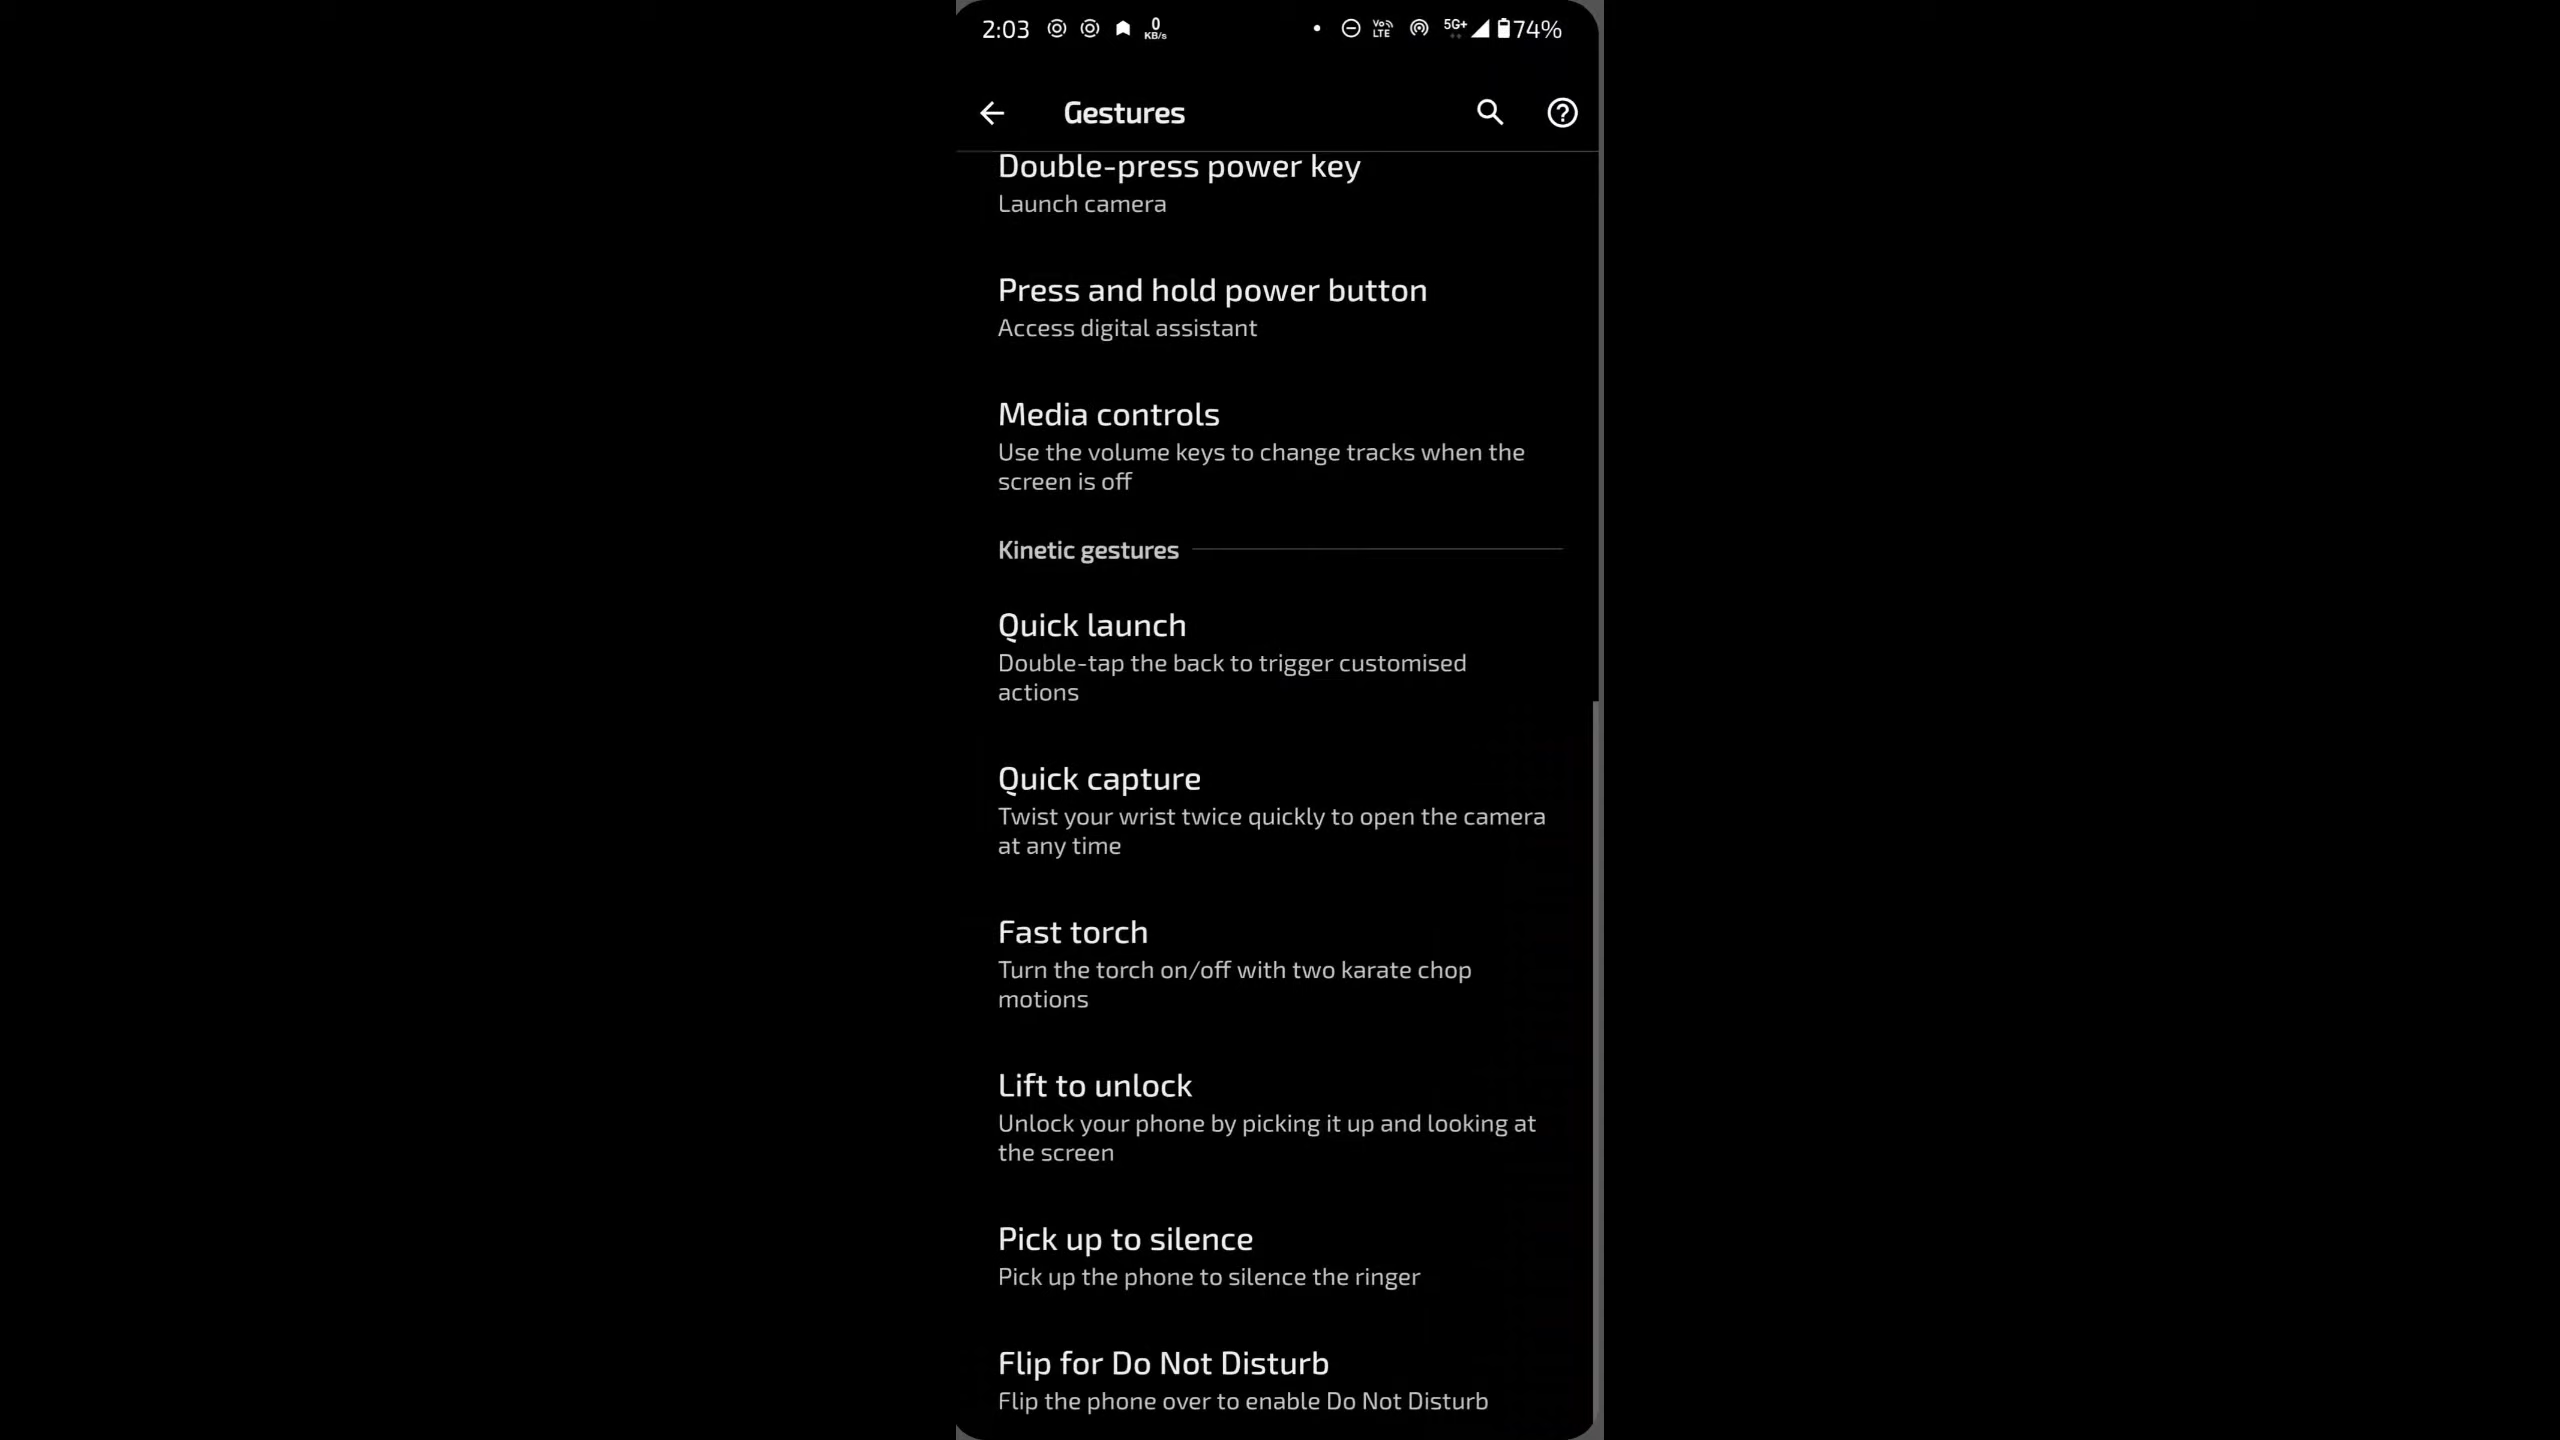 2:03 0 KB/s VoLTE 5G+ 74%
Gestures
Double-press power key
Launch camera
Press and hold power button
Access digital assistant
Media controls
Use the volume keys to change tracks when the
screen is off
Kinetic gestures
Quick launch
Double-tap the back to trigger customised
actions
Quick capture
Twist your wrist twice quickly to open the camera
at any time
Fast torch
Turn the torch on/off with two karate chop
motions
Lift to unlock
Unlock your phone by picking it up and looking at
the screen
Pick up to silence
Pick up the phone to silence the ringer
Flip for Do Not Disturb
Flip the phone over to enable Do Not Disturb